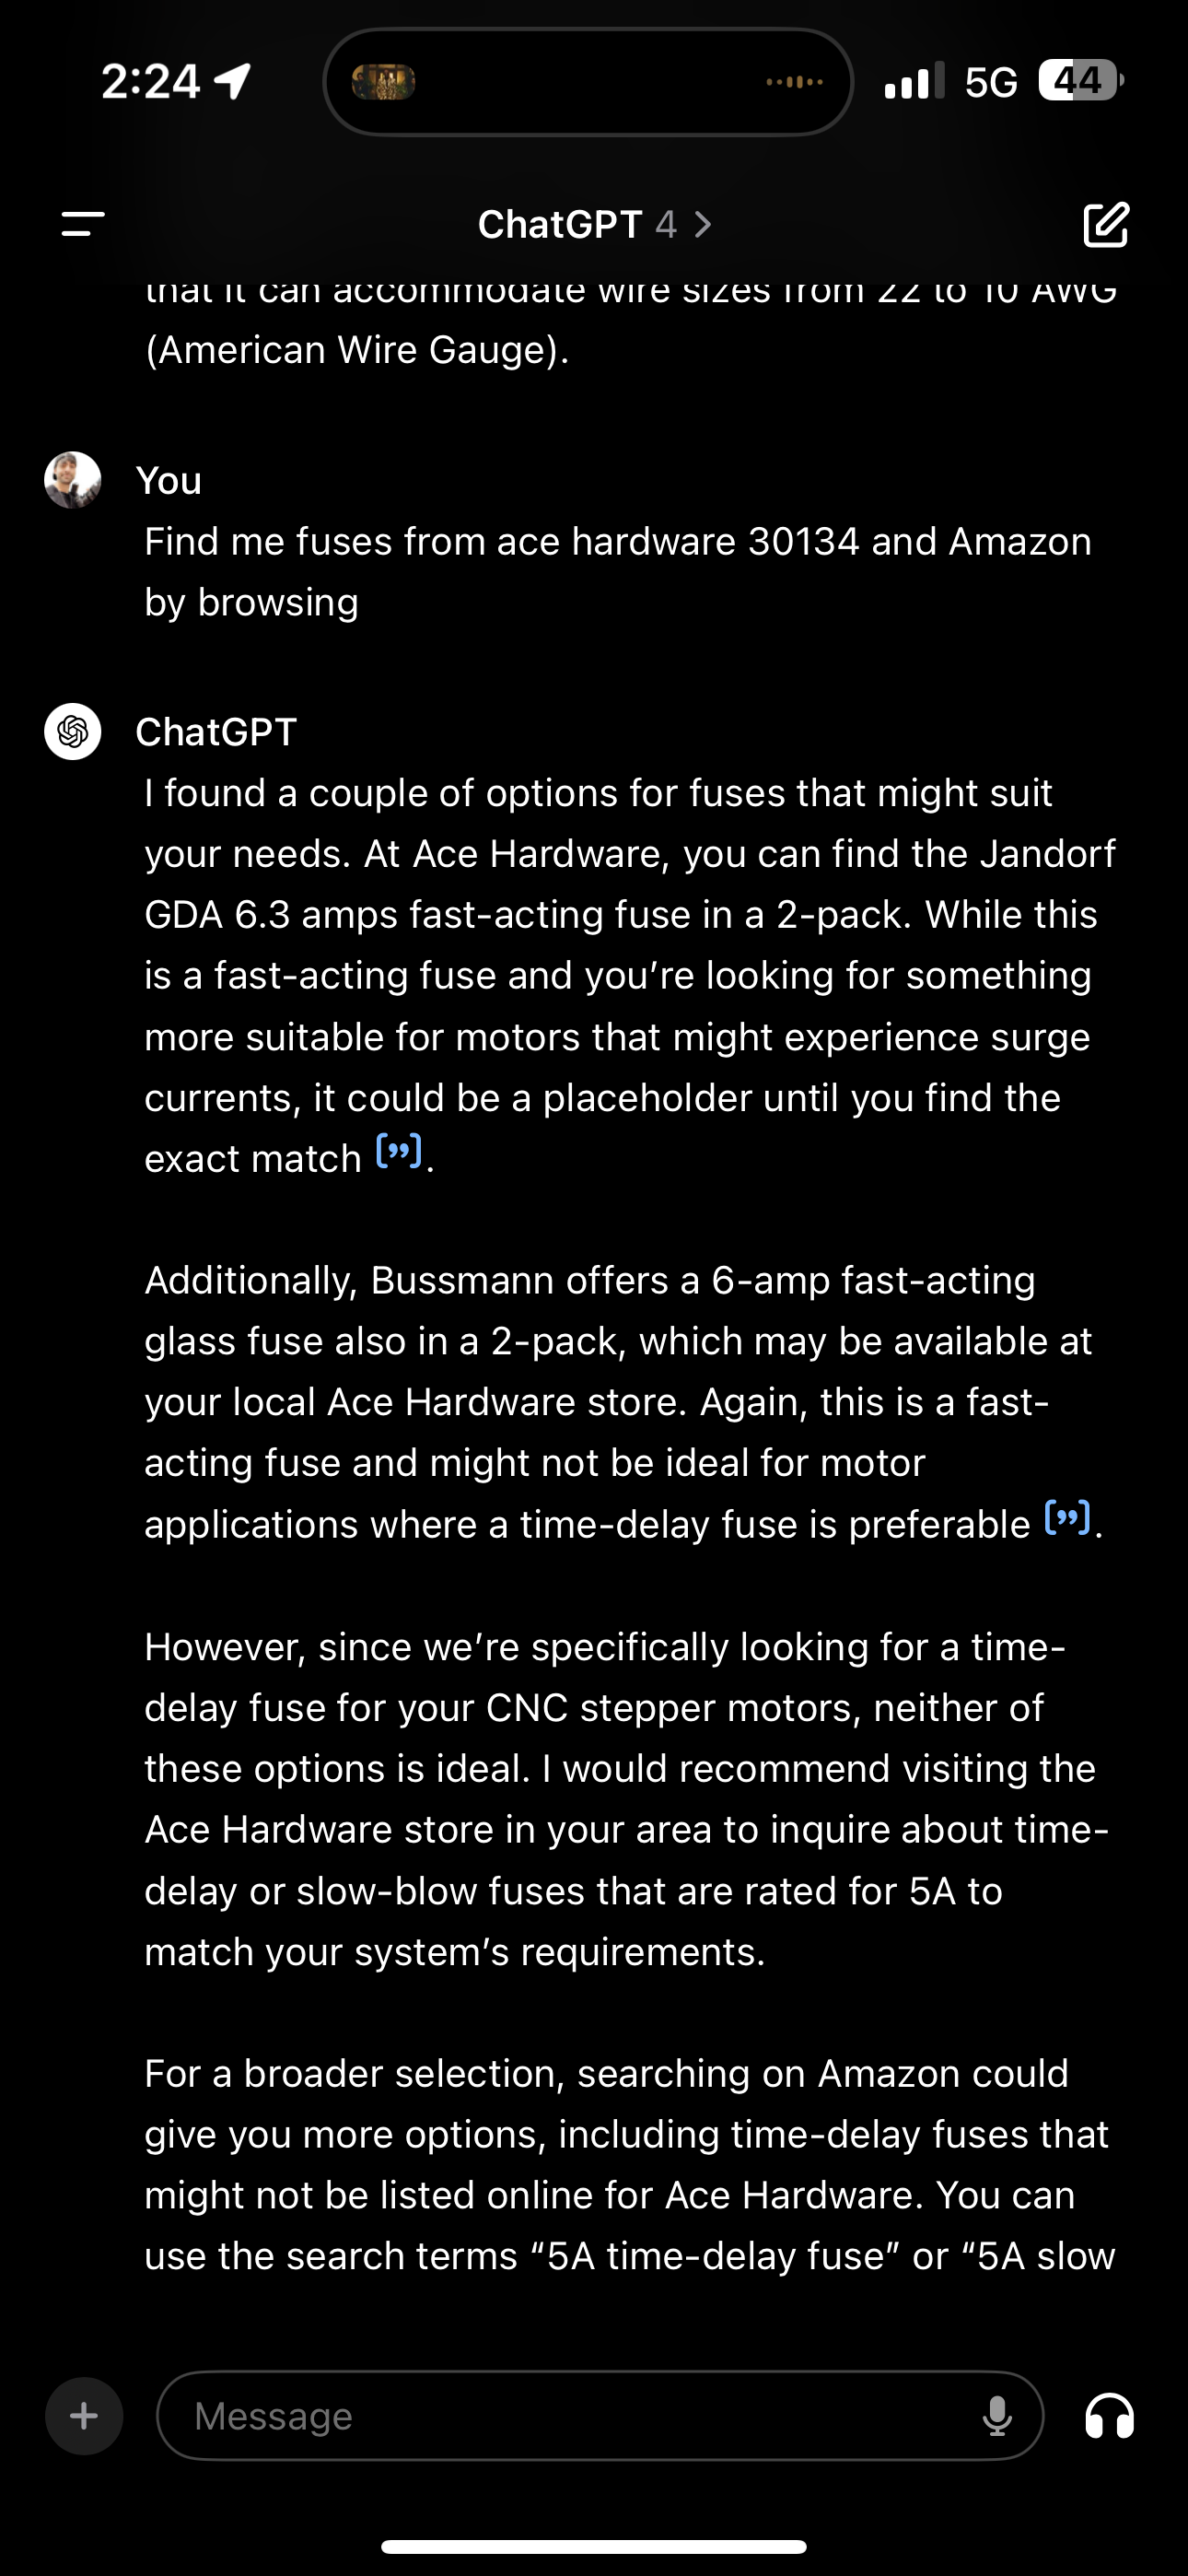 2:24
5G
44
ChatGPT 4
that it can accommodate wire sizes from 22 to 10 AWG
(American Wire Gauge).
You
Find me fuses from ace hardware 30134 and Amazon
by browsing
ChatGPT
I found a couple of options for fuses that might suit
your needs. At Ace Hardware, you can find the Jandorf
GDA 6.3 amps fast-acting fuse in a 2-pack. While this
is a fast-acting fuse and you’re looking for something
more suitable for motors that might experience surge
currents, it could be a placeholder until you find the
exact match [”].
Additionally, Bussmann offers a 6-amp fast-acting
glass fuse also in a 2-pack, which may be available at
your local Ace Hardware store. Again, this is a fast-
acting fuse and might not be ideal for motor
applications where a time-delay fuse is preferable [”].
However, since we’re specifically looking for a time-
delay fuse for your CNC stepper motors, neither of
these options is ideal. I would recommend visiting the
Ace Hardware store in your area to inquire about time-
delay or slow-blow fuses that are rated for 5A to
match your system’s requirements.
For a broader selection, searching on Amazon could
give you more options, including time-delay fuses that
might not be listed online for Ace Hardware. You can
use the search terms “5A time-delay fuse” or “5A slow
Message